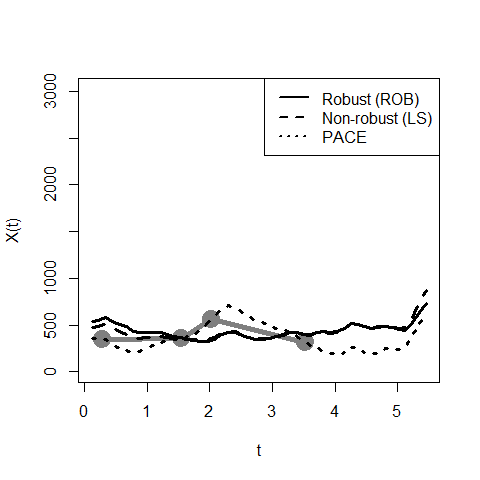 Robust (ROB)
Non-robust (LS)
PACE
X(t)
3000
2000
1000
500
0
0 1 2 3 4 5
t